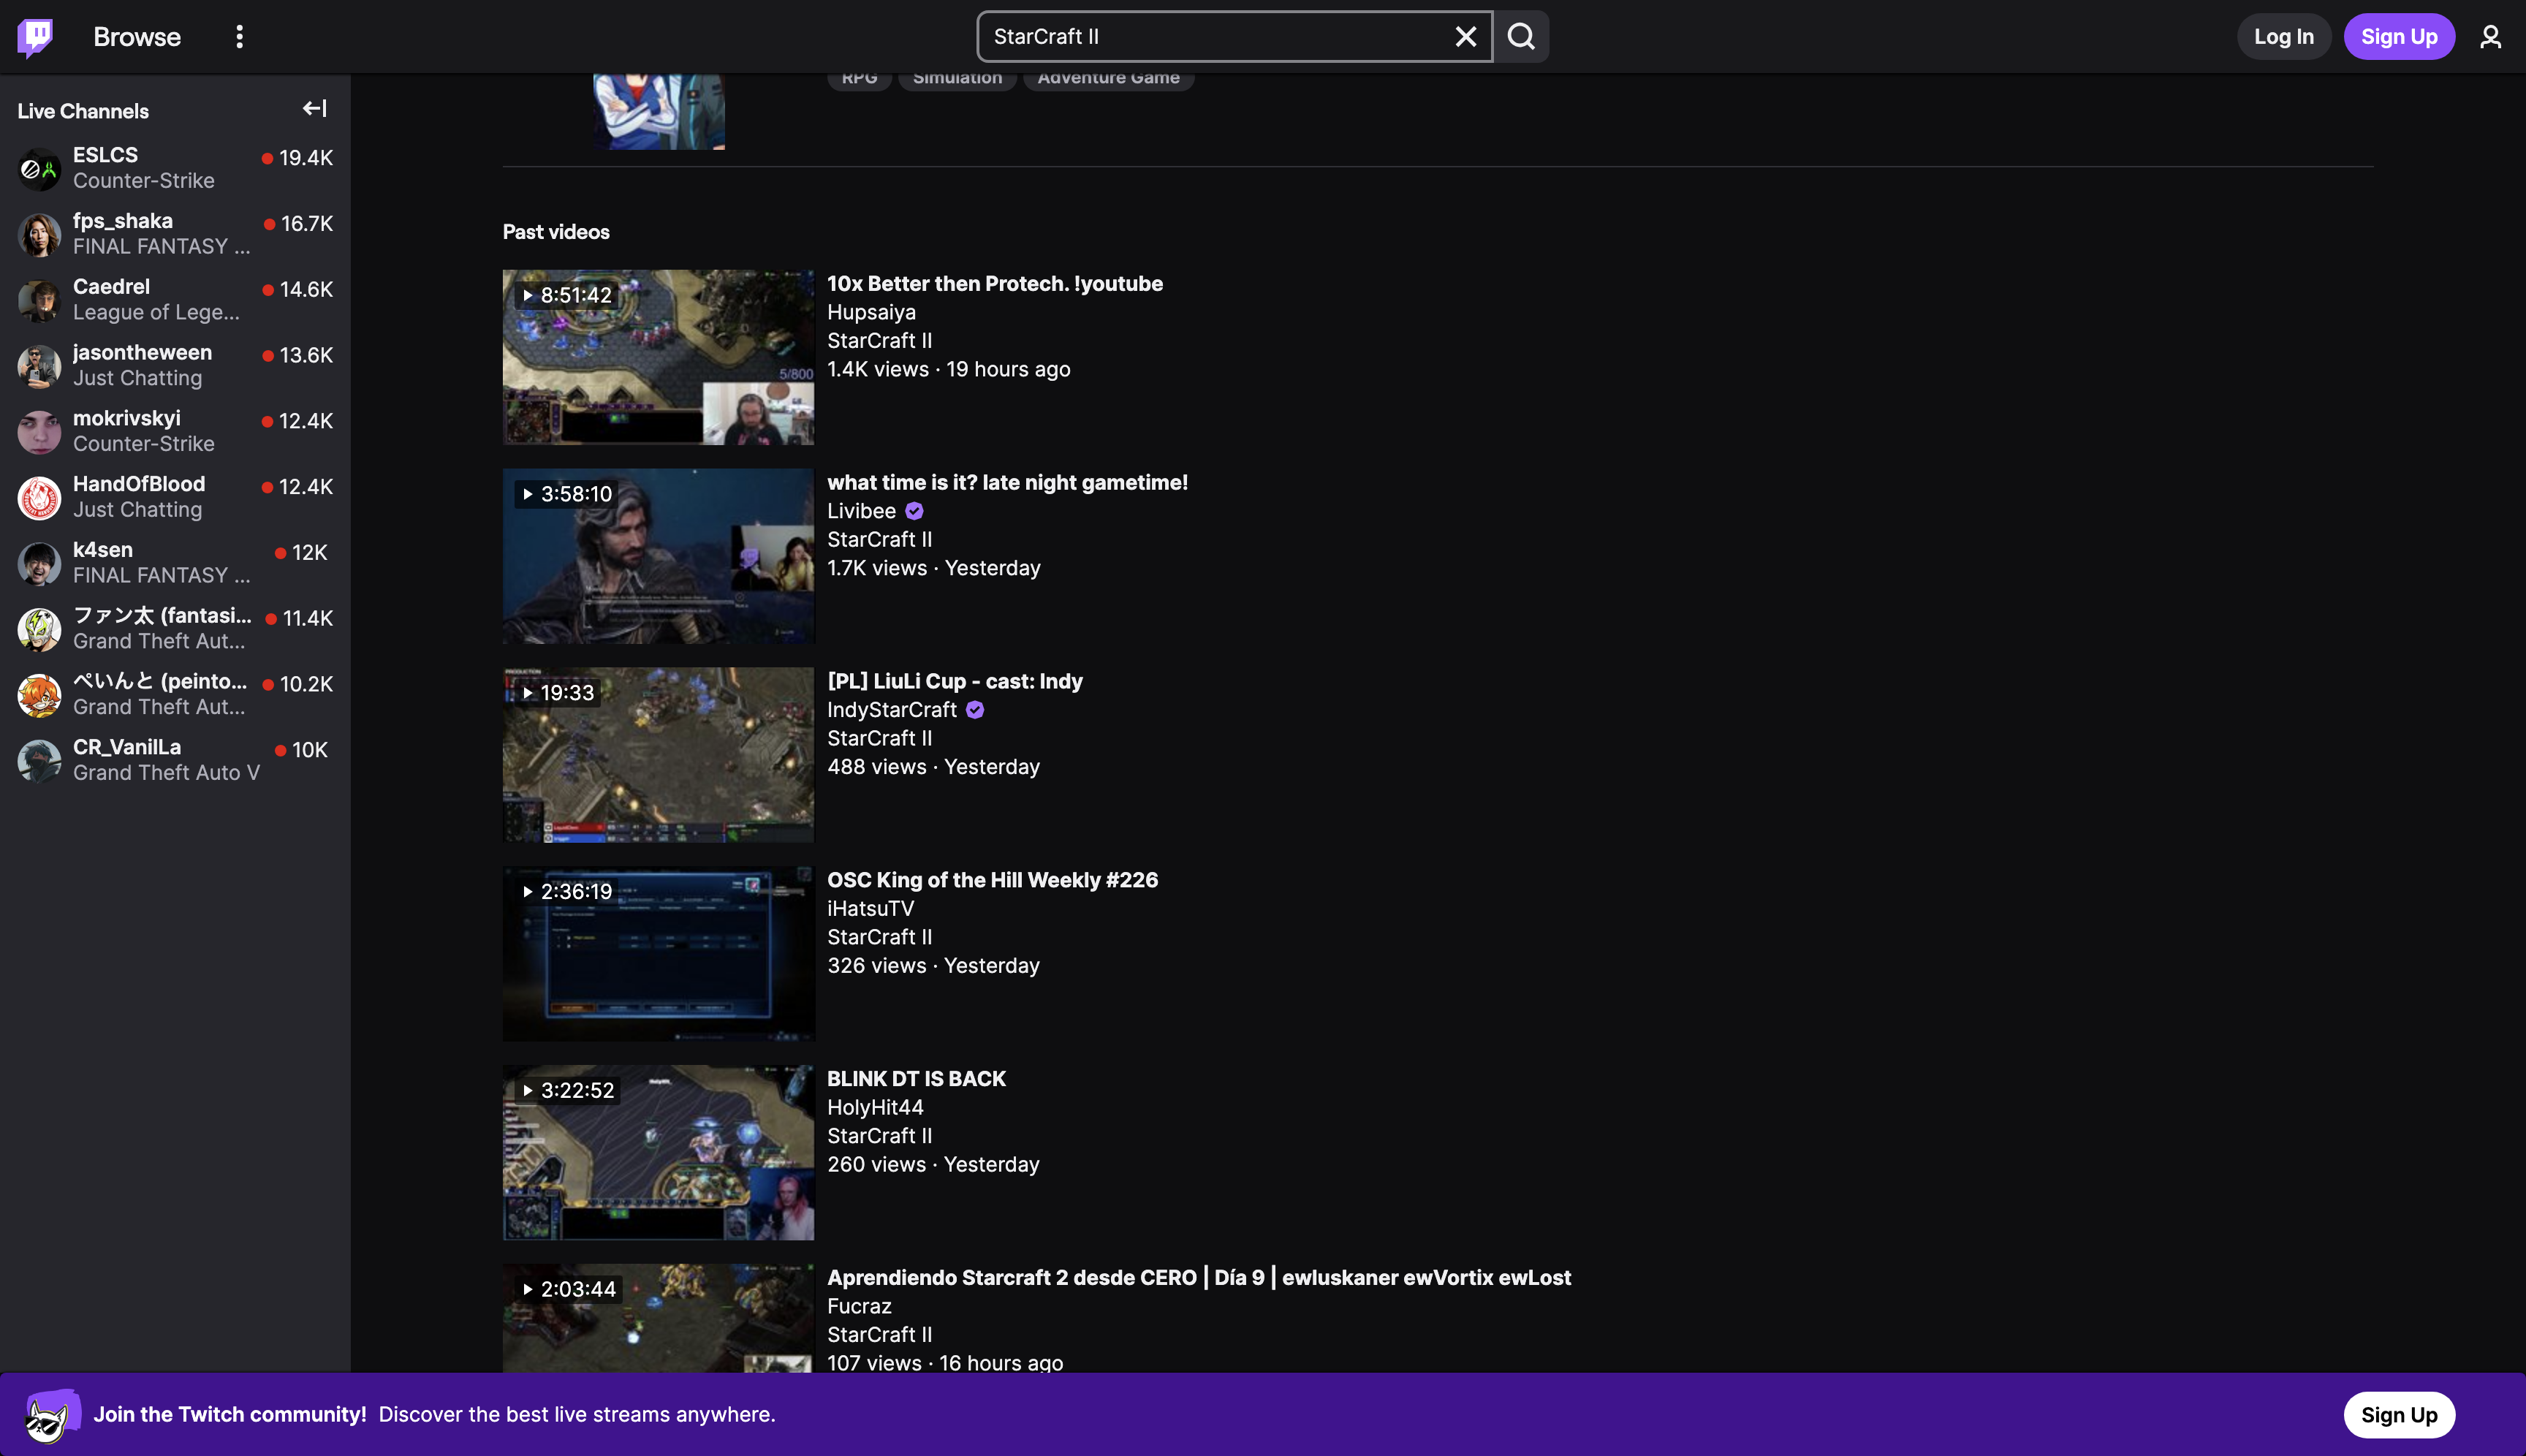 Browse
StarCraft II
Log In
Sign Up
Live Channels
ESLCS
19.4K
Counter-Strike
fps_shaka
16.7K
FINAL FANTASY ...
Caedrel
14.6K
League of Lege...
jasontheween
13.6K
Just Chatting
mokrivskyi
12.4K
Counter-Strike
HandOfBlood
12.4K
Just Chatting
k4sen
12K
FINAL FANTASY ...
ファン太 (fantasi...
11.4K
Grand Theft Aut...
ぺいんと (peinto...
10.2K
Grand Theft Aut...
CR_VanilLa
10K
Grand Theft Auto V
RPG
Simulation
Adventure Game
Past videos
8:51:42
5/800
10x Better then Protech. !youtube
Hupsaiya
StarCraft II
1.4K views · 19 hours ago
3:58:10
what time is it? late night gametime!
Livibee
StarCraft II
1.7K views · Yesterday
19:33
[PL] LiuLi Cup - cast: Indy
IndyStarCraft
StarCraft II
488 views · Yesterday
2:36:19
OSC King of the Hill Weekly #226
iHatsuTV
StarCraft II
326 views · Yesterday
3:22:52
BLINK DT IS BACK
HolyHit44
StarCraft II
260 views · Yesterday
2:03:44
Aprendiendo Starcraft 2 desde CERO | Día 9 | ewluskaner ewVortix ewLost
Fucraz
StarCraft II
107 views · 16 hours ago
Join the Twitch community! Discover the best live streams anywhere.
Sign Up